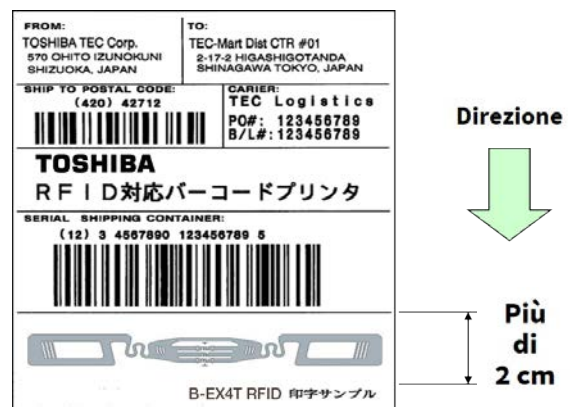 FROM:
TOSHIBA TEC Corp.
570 OHITO IZUNOKUNI
SHIZUOKA, JAPAN
TO:
TEC-Mart Dist CTR #01
2-17-2 HIGASHIGOTANDA
SHINAGAWA TOKYO, JAPAN
SHIP TO POSTAL CODE:
(420) 42712
CARIER:
TEC Logistics
PO#: 123456789
B/L#:123456789
TOSHIBA
RFID対応バーコードプリンタ
SERIAL SHIPPING CONTAINER:
(12) 3 4567890 123456789 5
B-EX4T RFID 印字サンプル
Direzione
Più
di
2 cm